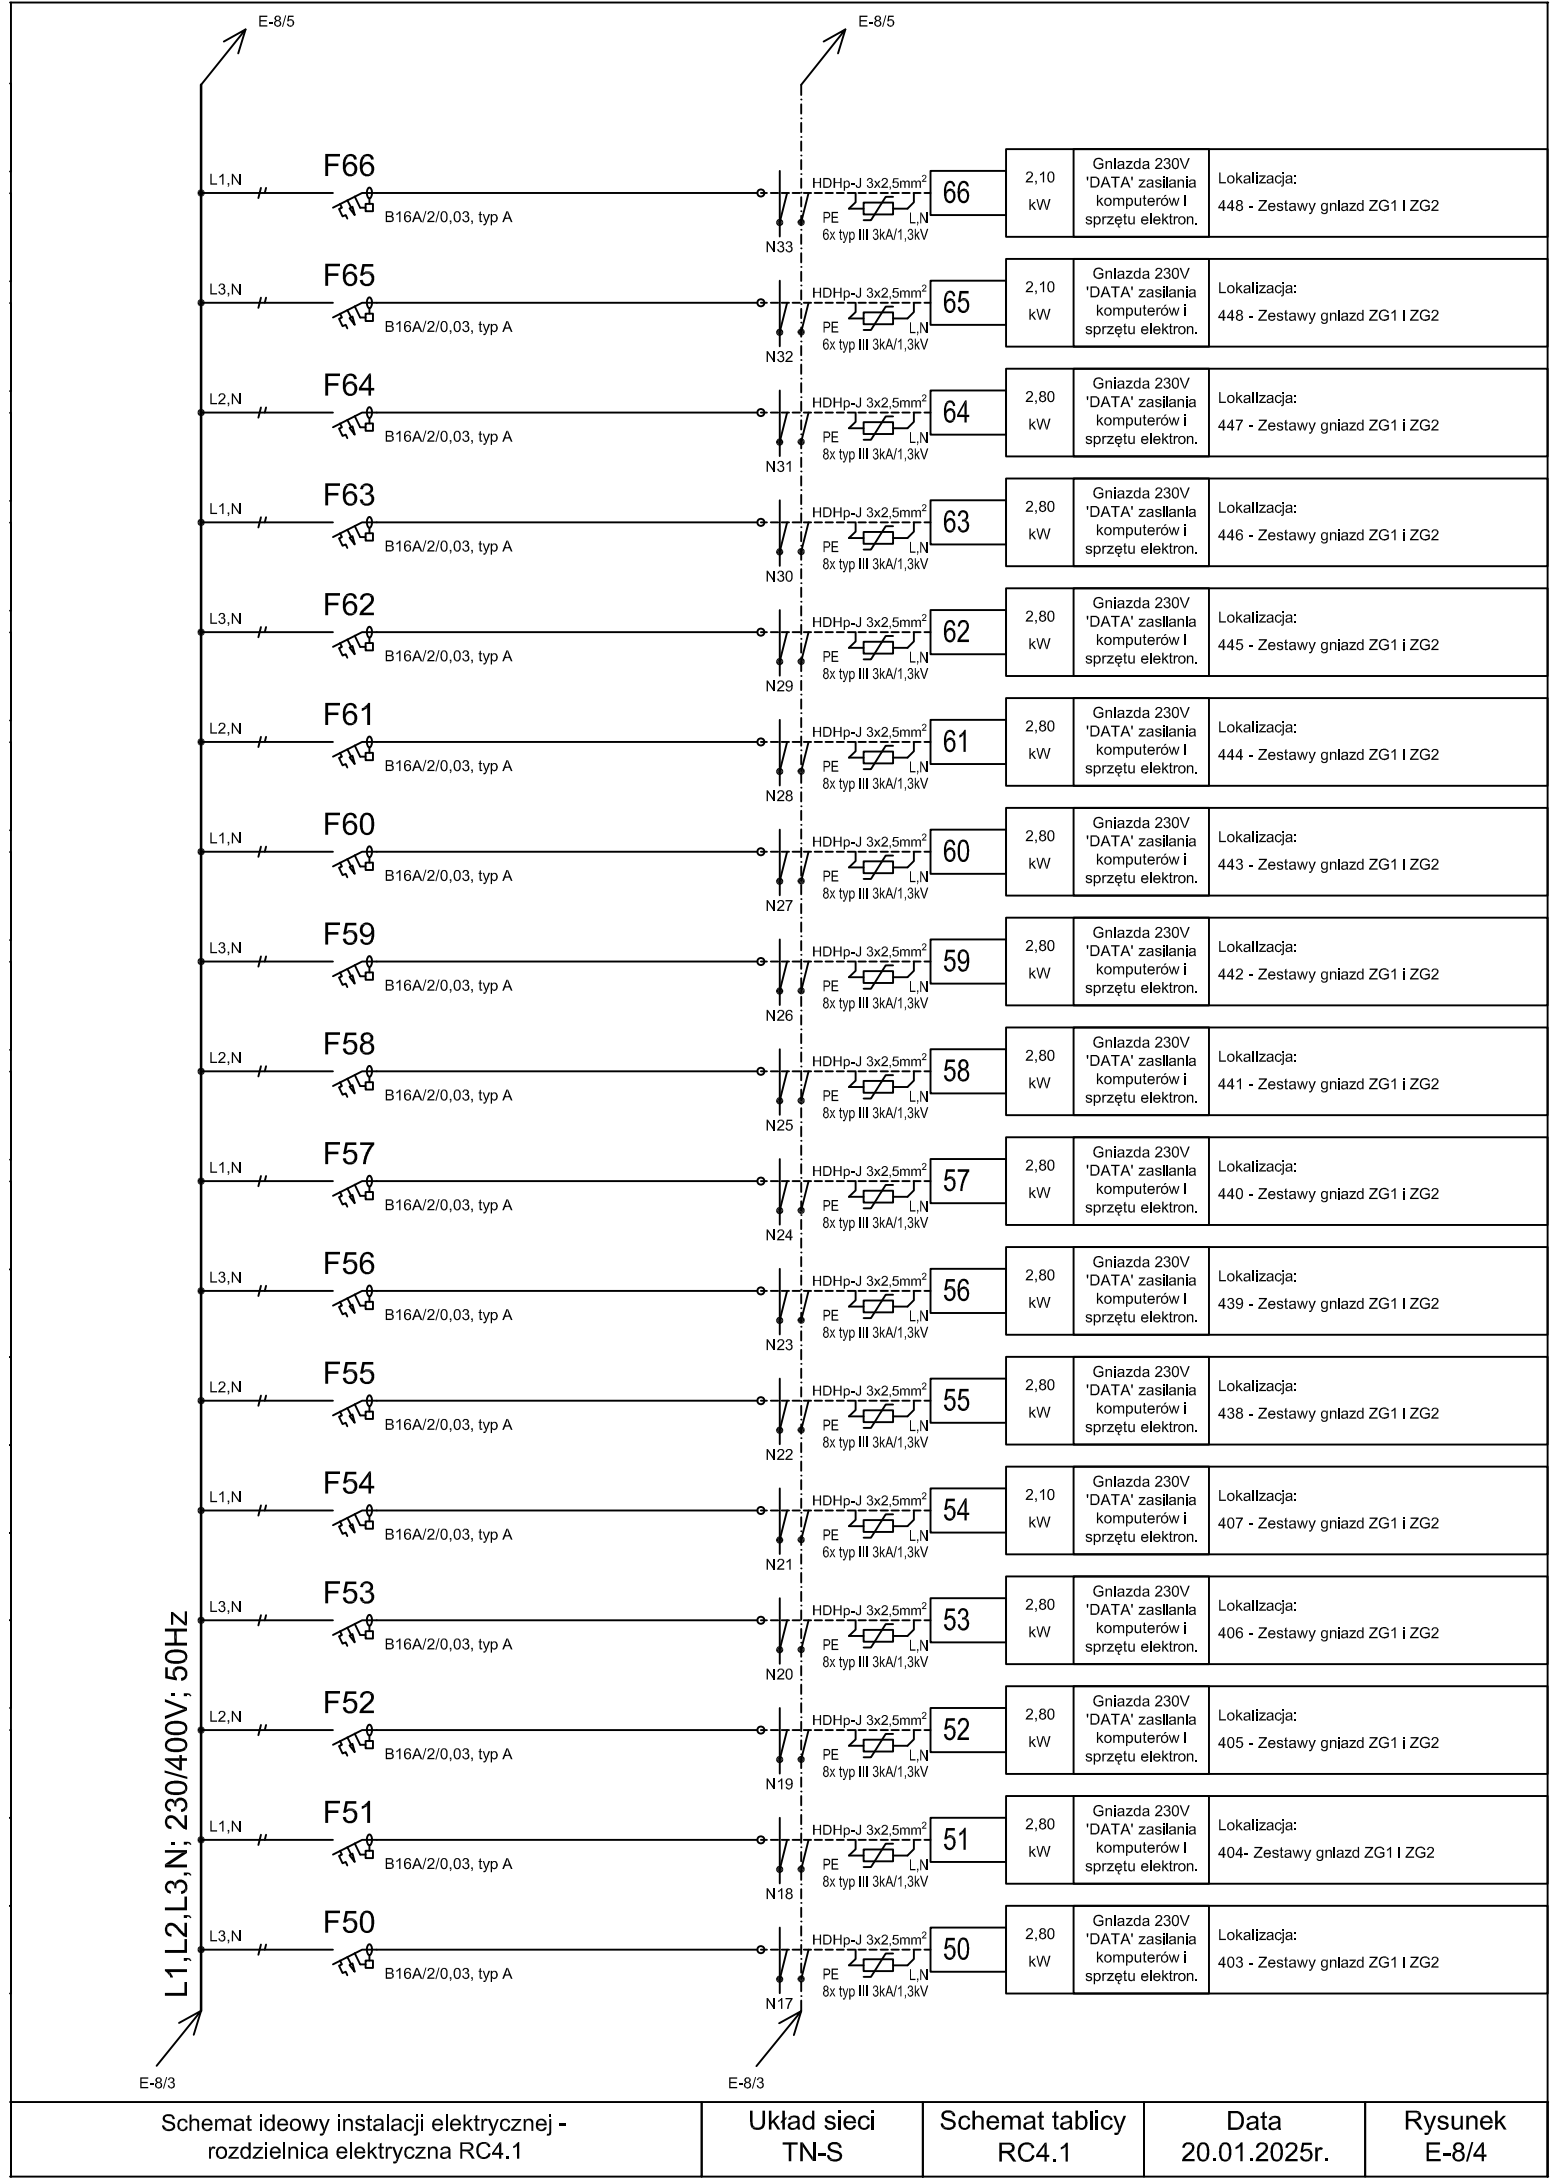 E-8/5
E-8/5
F66
L1,N
B16A/2/0,03, typ A
N33
HDHp-J 3x2,5mm²
PE
L,N
6x typ III 3kA/1,3kV
66
2,10
kW
Gniazda 230V
'DATA' zasilania
komputerów i
sprzętu elektron.
Lokalizacja:
448 - Zestawy gniazd ZG1 i ZG2
F65
L3,N
B16A/2/0,03, typ A
N32
HDHp-J 3x2,5mm²
PE
L,N
6x typ III 3kA/1,3kV
65
2,10
kW
Gniazda 230V
'DATA' zasilania
komputerów i
sprzętu elektron.
Lokalizacja:
448 - Zestawy gniazd ZG1 i ZG2
F64
L2,N
B16A/2/0,03, typ A
N31
HDHp-J 3x2,5mm²
PE
L,N
8x typ III 3kA/1,3kV
64
2,80
kW
Gniazda 230V
'DATA' zasilania
komputerów i
sprzętu elektron.
Lokalizacja:
447 - Zestawy gniazd ZG1 i ZG2
F63
L1,N
B16A/2/0,03, typ A
N30
HDHp-J 3x2,5mm²
PE
L,N
8x typ III 3kA/1,3kV
63
2,80
kW
Gniazda 230V
'DATA' zasilania
komputerów i
sprzętu elektron.
Lokalizacja:
446 - Zestawy gniazd ZG1 i ZG2
F62
L3,N
B16A/2/0,03, typ A
N29
HDHp-J 3x2,5mm²
PE
L,N
8x typ III 3kA/1,3kV
62
2,80
kW
Gniazda 230V
'DATA' zasilania
komputerów i
sprzętu elektron.
Lokalizacja:
445 - Zestawy gniazd ZG1 i ZG2
F61
L2,N
B16A/2/0,03, typ A
N28
HDHp-J 3x2,5mm²
PE
L,N
8x typ III 3kA/1,3kV
61
2,80
kW
Gniazda 230V
'DATA' zasilania
komputerów i
sprzętu elektron.
Lokalizacja:
444 - Zestawy gniazd ZG1 i ZG2
F60
L1,N
B16A/2/0,03, typ A
N27
HDHp-J 3x2,5mm²
PE
L,N
8x typ III 3kA/1,3kV
60
2,80
kW
Gniazda 230V
'DATA' zasilania
komputerów i
sprzętu elektron.
Lokalizacja:
443 - Zestawy gniazd ZG1 i ZG2
F59
L3,N
B16A/2/0,03, typ A
N26
HDHp-J 3x2,5mm²
PE
L,N
8x typ III 3kA/1,3kV
59
2,80
kW
Gniazda 230V
'DATA' zasilania
komputerów i
sprzętu elektron.
Lokalizacja:
442 - Zestawy gniazd ZG1 i ZG2
F58
L2,N
B16A/2/0,03, typ A
N25
HDHp-J 3x2,5mm²
PE
L,N
8x typ III 3kA/1,3kV
58
2,80
kW
Gniazda 230V
'DATA' zasilania
komputerów i
sprzętu elektron.
Lokalizacja:
441 - Zestawy gniazd ZG1 i ZG2
F57
L1,N
B16A/2/0,03, typ A
N24
HDHp-J 3x2,5mm²
PE
L,N
8x typ III 3kA/1,3kV
57
2,80
kW
Gniazda 230V
'DATA' zasilania
komputerów i
sprzętu elektron.
Lokalizacja:
440 - Zestawy gniazd ZG1 i ZG2
F56
L3,N
B16A/2/0,03, typ A
N23
HDHp-J 3x2,5mm²
PE
L,N
8x typ III 3kA/1,3kV
56
2,80
kW
Gniazda 230V
'DATA' zasilania
komputerów i
sprzętu elektron.
Lokalizacja:
439 - Zestawy gniazd ZG1 i ZG2
F55
L2,N
B16A/2/0,03, typ A
N22
HDHp-J 3x2,5mm²
PE
L,N
8x typ III 3kA/1,3kV
55
2,80
kW
Gniazda 230V
'DATA' zasilania
komputerów i
sprzętu elektron.
Lokalizacja:
438 - Zestawy gniazd ZG1 i ZG2
F54
L1,N
B16A/2/0,03, typ A
N21
HDHp-J 3x2,5mm²
PE
L,N
6x typ III 3kA/1,3kV
54
2,10
kW
Gniazda 230V
'DATA' zasilania
komputerów i
sprzętu elektron.
Lokalizacja:
407 - Zestawy gniazd ZG1 i ZG2
F53
L3,N
B16A/2/0,03, typ A
N20
HDHp-J 3x2,5mm²
PE
L,N
8x typ III 3kA/1,3kV
53
2,80
kW
Gniazda 230V
'DATA' zasilania
komputerów i
sprzętu elektron.
Lokalizacja:
406 - Zestawy gniazd ZG1 i ZG2
F52
L2,N
B16A/2/0,03, typ A
N19
HDHp-J 3x2,5mm²
PE
L,N
8x typ III 3kA/1,3kV
52
2,80
kW
Gniazda 230V
'DATA' zasilania
komputerów i
sprzętu elektron.
Lokalizacja:
405 - Zestawy gniazd ZG1 i ZG2
F51
L1,N
B16A/2/0,03, typ A
N18
HDHp-J 3x2,5mm²
PE
L,N
8x typ III 3kA/1,3kV
51
2,80
kW
Gniazda 230V
'DATA' zasilania
komputerów i
sprzętu elektron.
Lokalizacja:
404- Zestawy gniazd ZG1 i ZG2
F50
L3,N
B16A/2/0,03, typ A
N17
HDHp-J 3x2,5mm²
PE
L,N
8x typ III 3kA/1,3kV
50
2,80
kW
Gniazda 230V
'DATA' zasilania
komputerów i
sprzętu elektron.
Lokalizacja:
403 - Zestawy gniazd ZG1 i ZG2
L1,L2,L3,N; 230/400V; 50Hz
E-8/3
E-8/3
Schemat ideowy instalacji elektrycznej -
rozdzielnica elektryczna RC4.1
Układ sieci
TN-S
Schemat tablicy
RC4.1
Data
20.01.2025r.
Rysunek
E-8/4